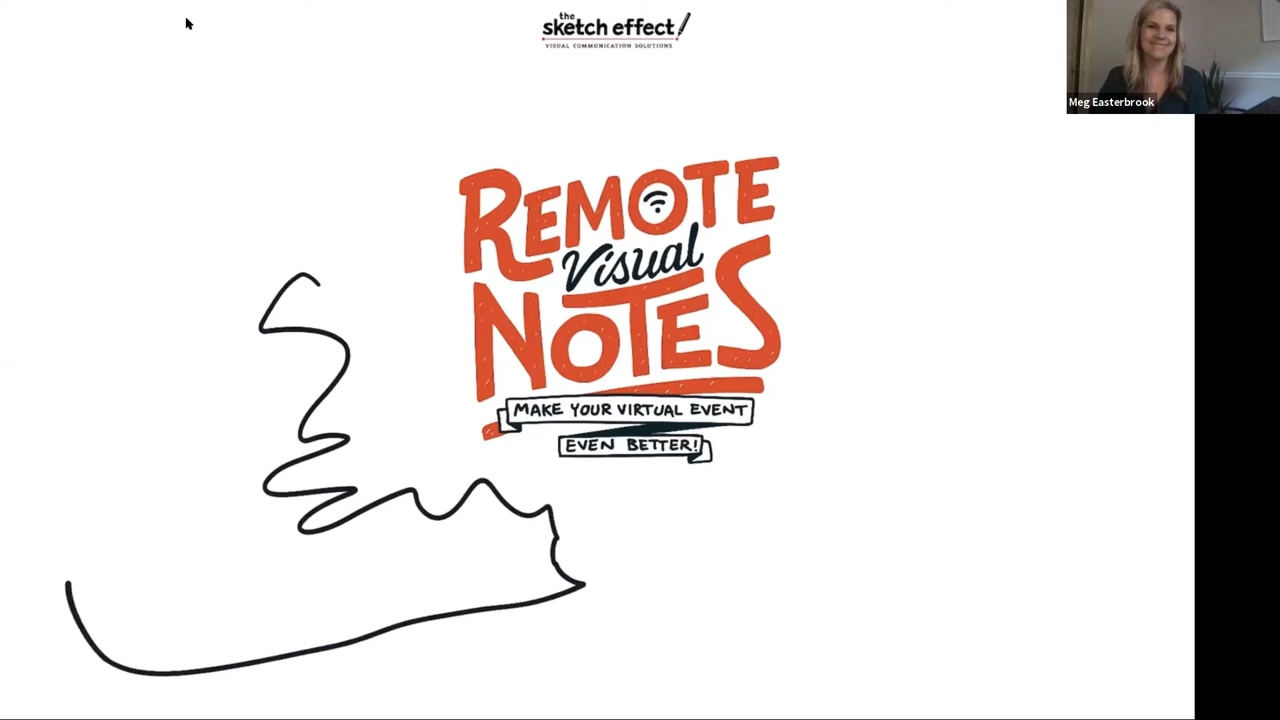 the
sketch effect
VISUAL COMMUNICATION SOLUTIONS
Meg Easterbrook
REMOTE
Visual
NOTES
MAKE YOUR VIRTUAL EVENT
EVEN BETTER!